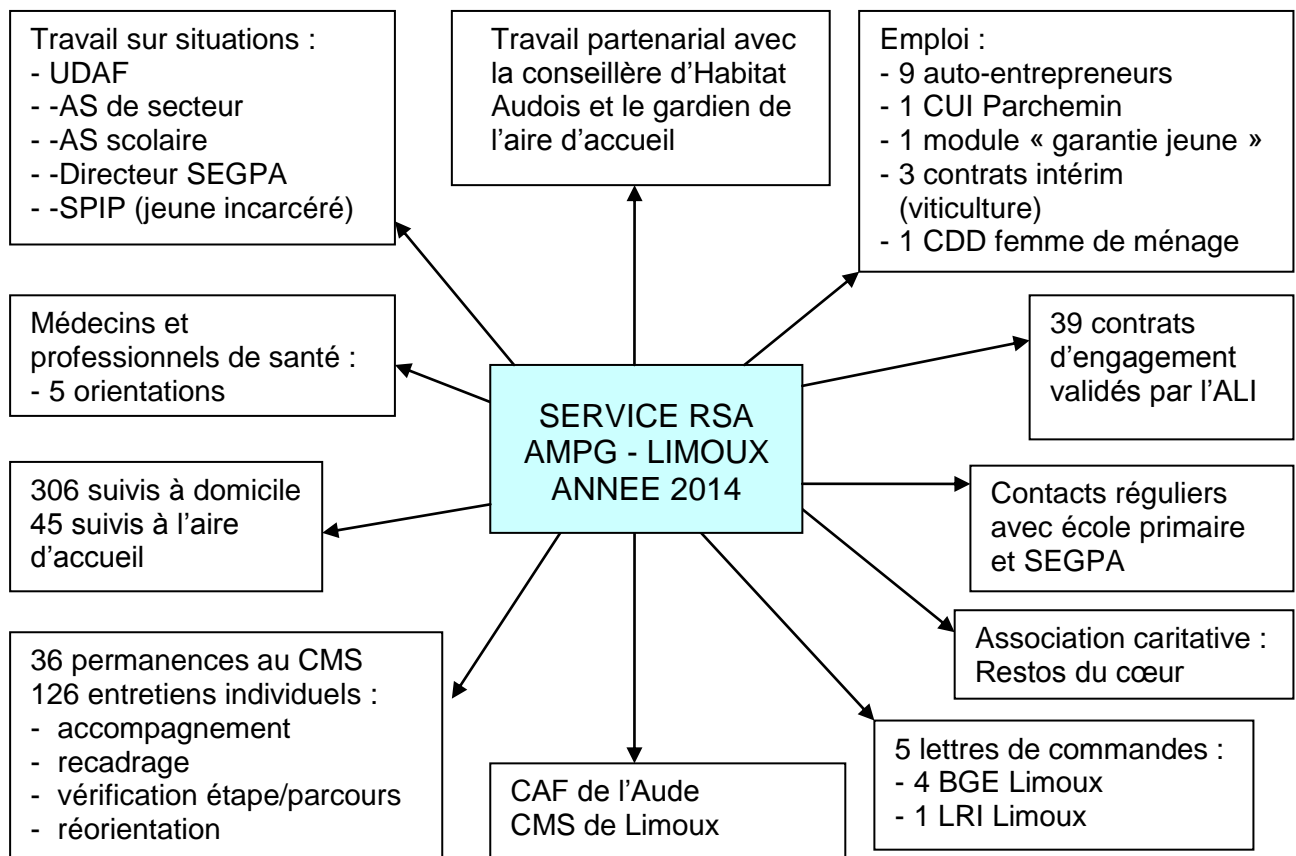 Travail sur situations :
- UDAF
- -AS de secteur
- -AS scolaire
- -Directeur SEGPA
- -SPIP (jeune incarcéré)
Travail partenarial avec
la conseillère d’Habitat
Audois et le gardien de
l’aire d’accueil
Emploi :
- 9 auto-entrepreneurs
- 1 CUI Parchemin
- 1 module « garantie jeune »
- 3 contrats intérim
(viticulture)
- 1 CDD femme de ménage
Médecins et
professionnels de santé :
- 5 orientations
SERVICE RSA
AMPG - LIMOUX
ANNEE 2014
39 contrats
d’engagement
validés par l’ALI
306 suivis à domicile
45 suivis à l’aire
d’accueil
Contacts réguliers
avec école primaire
et SEGPA
Association caritative :
Restos du cœur
36 permanences au CMS
126 entretiens individuels :
- accompagnement
- recadrage
- vérification étape/parcours
- réorientation
CAF de l’Aude
CMS de Limoux
5 lettres de commandes :
- 4 BGE Limoux
- 1 LRI Limoux